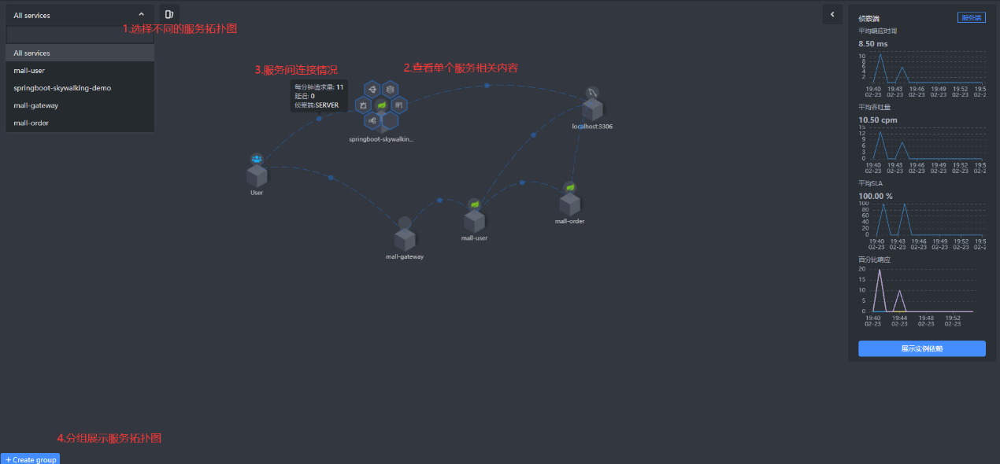 All services
1.选择不同的服务拓扑图
All services
mall-user
springboot-skywalking-demo
mall-gateway
mall-order
3.服务间连接情况
2.查看单个服务相关内容
每分钟请求量: 11
延迟: 0
侦察端:SERVER
API
springboot-skywalkin...
localhost:3306
User
mall-user
mall-order
mall-gateway
4.分组展示服务拓扑图
+ Create group
侦察端
服务端
平均响应时间
8.50 ms
10
8
6
4
2
19:40 19:43 19:46 19:49 19:52 19:5
02-23 02-23 02-23 02-23 02-23 02-2
平均吞吐量
10.50 cpm
15
12
9
6
3
0
19:40 19:43 19:46 19:49 19:52 19:5
02-23 02-23 02-23 02-23 02-23 02-2
平均SLA
100.00 %
100
80
60
40
20
0
19:40 19:43 19:46 19:49 19:52 19:5
02-23 02-23 02-23 02-23 02-23 02-2
百分比响应
20
15
10
5
0
19:40 19:44 19:48 19:52
02-23 02-23 02-23 02-23
展示实例依赖